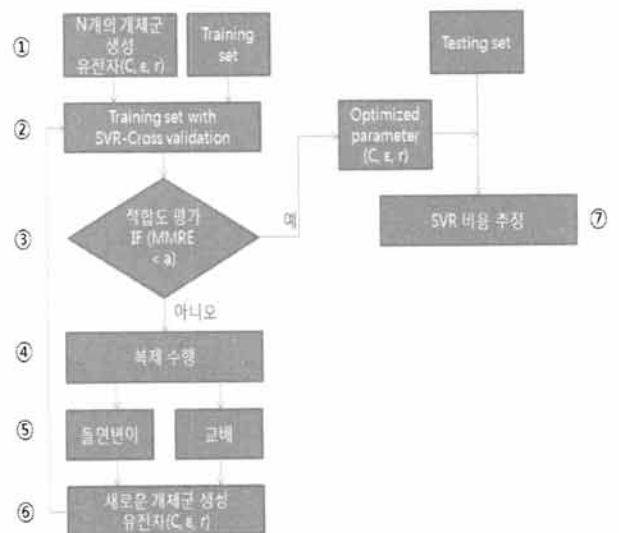 ①
N개의 개체군
생성
유전자(C, ε, r)
Training
set
Testing set
②
Training set with
SVR-Cross validation
Optimized
parameter
(C, ε, r)
③
적합도 평가
IF (MMRE
< a)
예
SVR 비용 추정
⑦
아니오
④
복제 수행
⑤
돌연변이
교배
⑥
새로운 개체군 생성
유전자(C, ε, r)